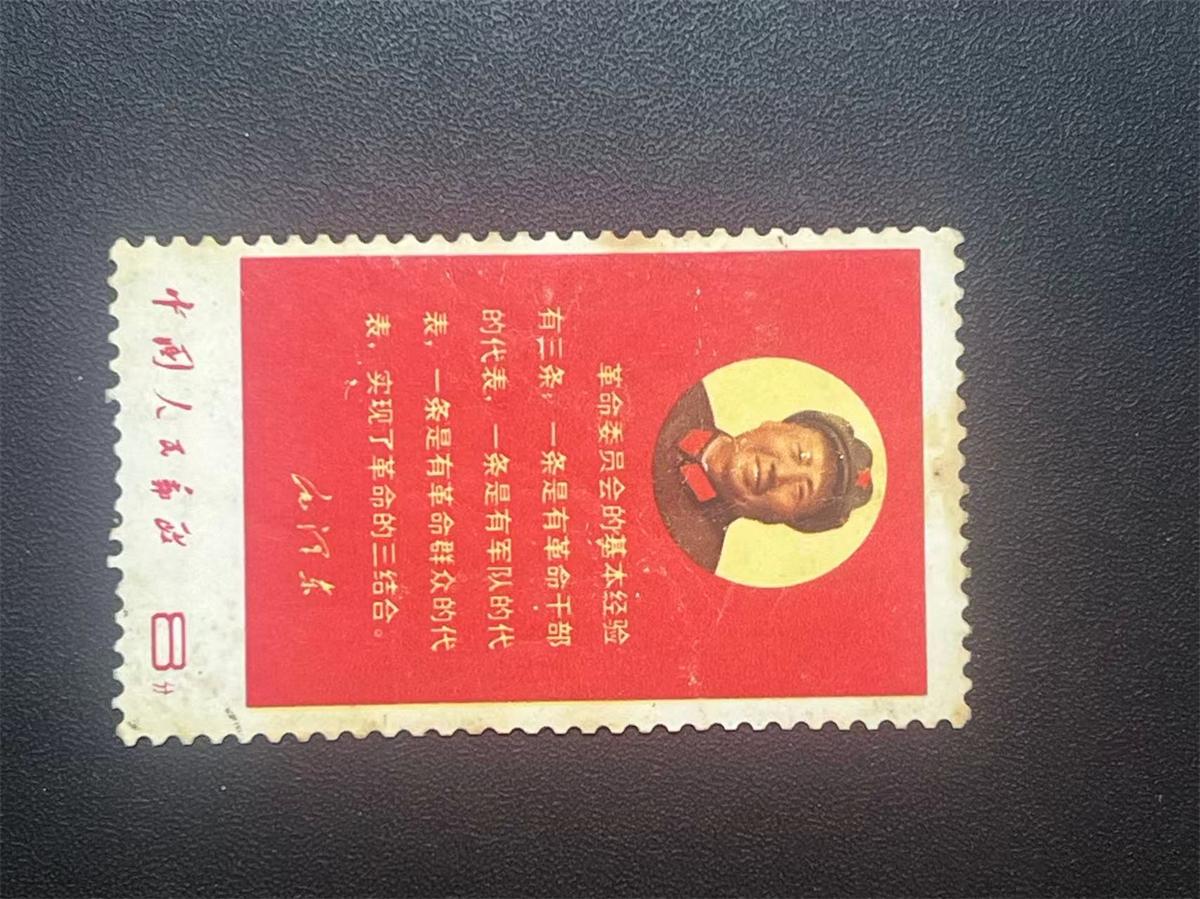 革命委员会的基本经验
有三条：一条是有革命干部
的代表，一条是有军队的代
表，一条是有革命群众的代
表，实现了革命的三结合。
毛泽东
中国人民邮政 8分